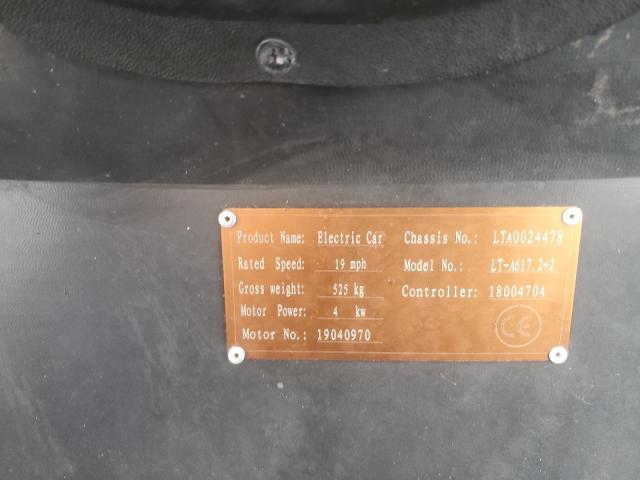 Product Name: Electric Car Chassis No.: LTA0024478
Rated Speed: 19 mph Model No.: LT-A617.2+2
Gross weight: 525 kg Controller: 18004704
Motor Power: 4 kw
Motor No.: 19040970
CE